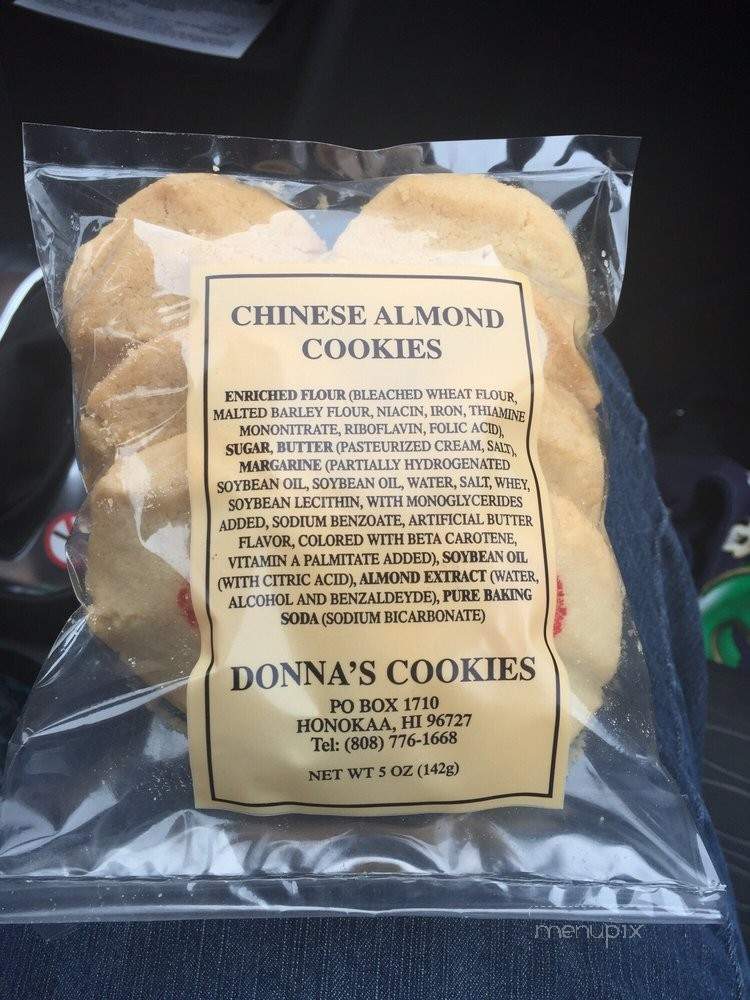 CHINESE ALMOND
COOKIES
ENRICHED FLOUR (BLEACHED WHEAT FLOUR,
MALTED BARLEY FLOUR, NIACIN, IRON, THIAMINE
MONONITRATE, RIBOFLAVIN, FOLIC ACID),
SUGAR, BUTTER (PASTEURIZED CREAM, SALT),
MARGARINE (PARTIALLY HYDROGENATED
SOYBEAN OIL, SOYBEAN OIL, WATER, SALT, WHEY,
SOYBEAN LECITHIN, WITH MONOGLYCERIDES
ADDED, SODIUM BENZOATE, ARTIFICIAL BUTTER
FLAVOR, COLORED WITH BETA CAROTENE,
VITAMIN A PALMITATE ADDED), SOYBEAN OIL
(WITH CITRIC ACID), ALMOND EXTRACT (WATER,
ALCOHOL AND BENZALDEYDE), PURE BAKING
SODA (SODIUM BICARBONATE)
DONNA'S COOKIES
PO BOX 1710
HONOKAA, HI 96727
Tel: (808) 776-1668
NET WT 5 OZ (142g)
menupix